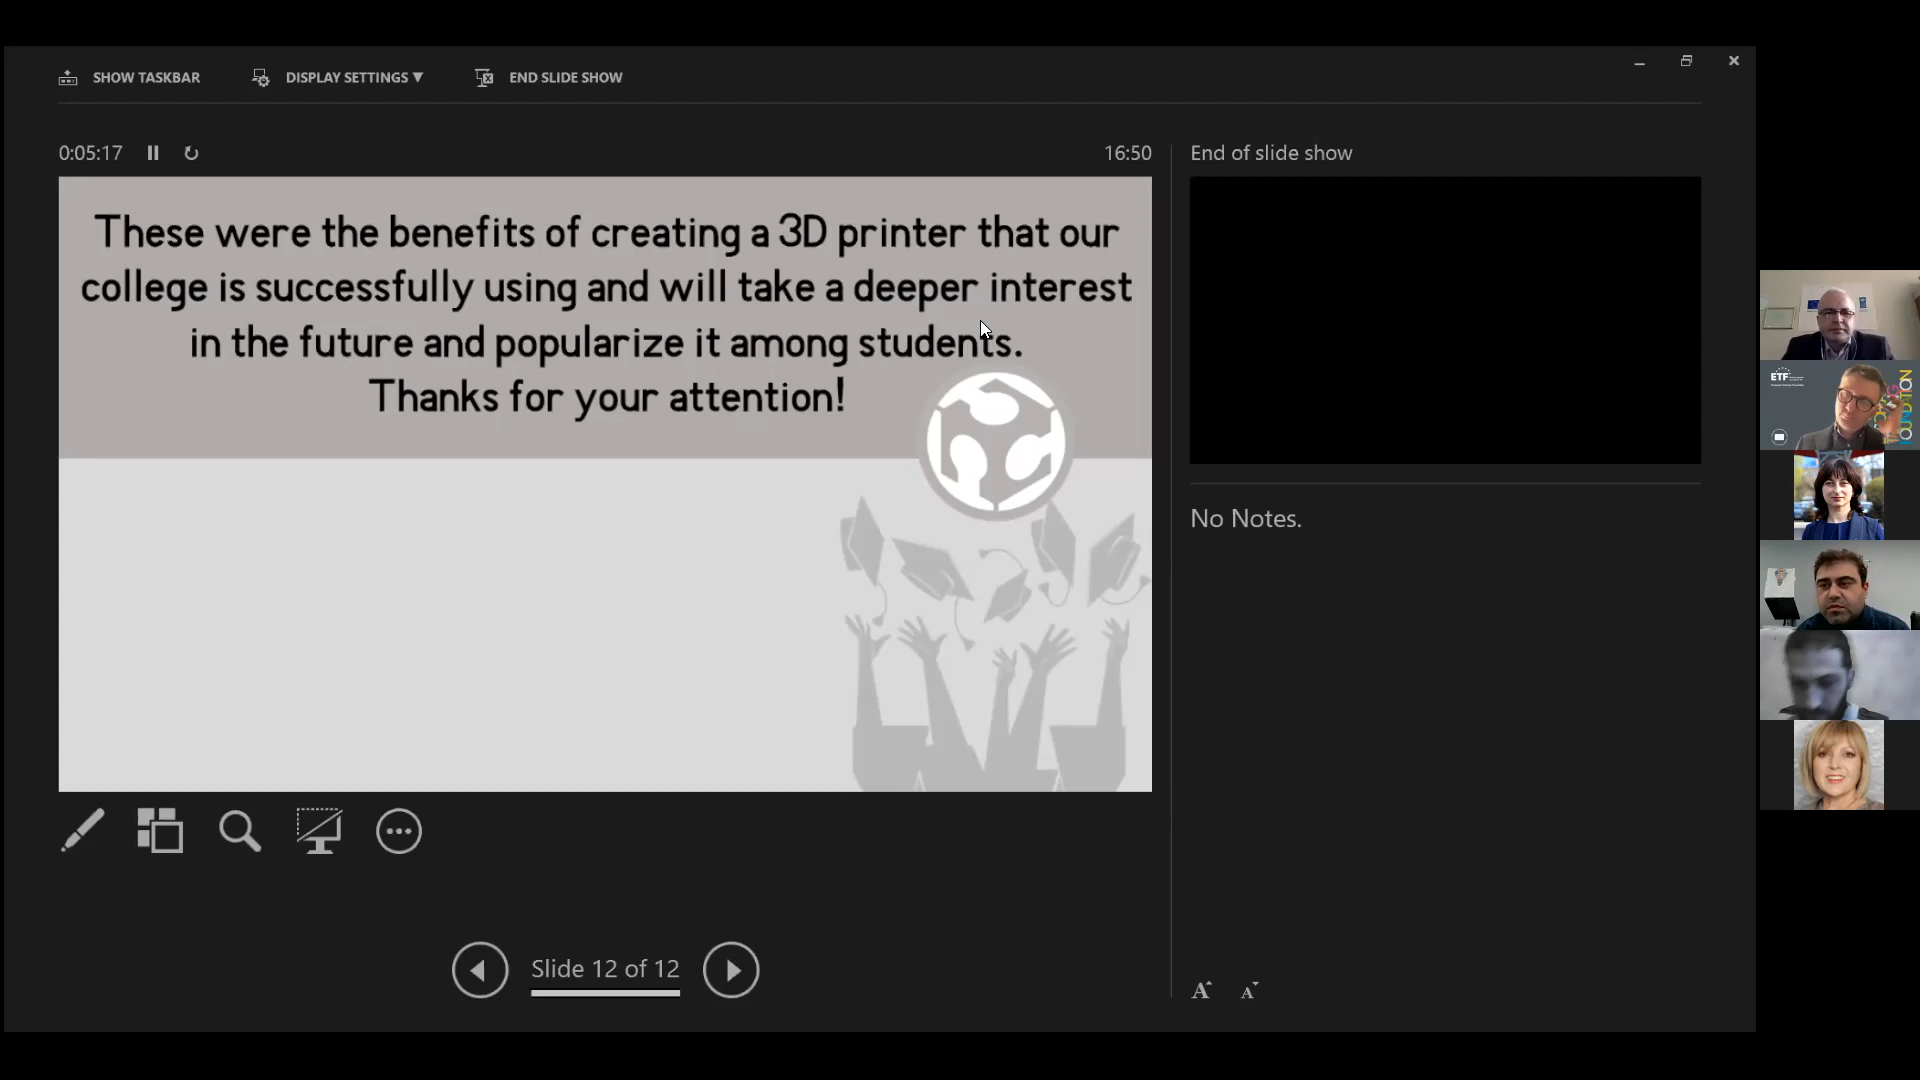 SHOW TASKBAR
DISPLAY SETTINGS ▼
END SLIDE SHOW
0:05:17
16:50
End of slide show
These were the benefits of creating a 3D printer that our
college is successfully using and will take a deeper interest
in the future and popularize it among students.
Thanks for your attention!
No Notes.
Slide 12 of 12
A
A
ETF